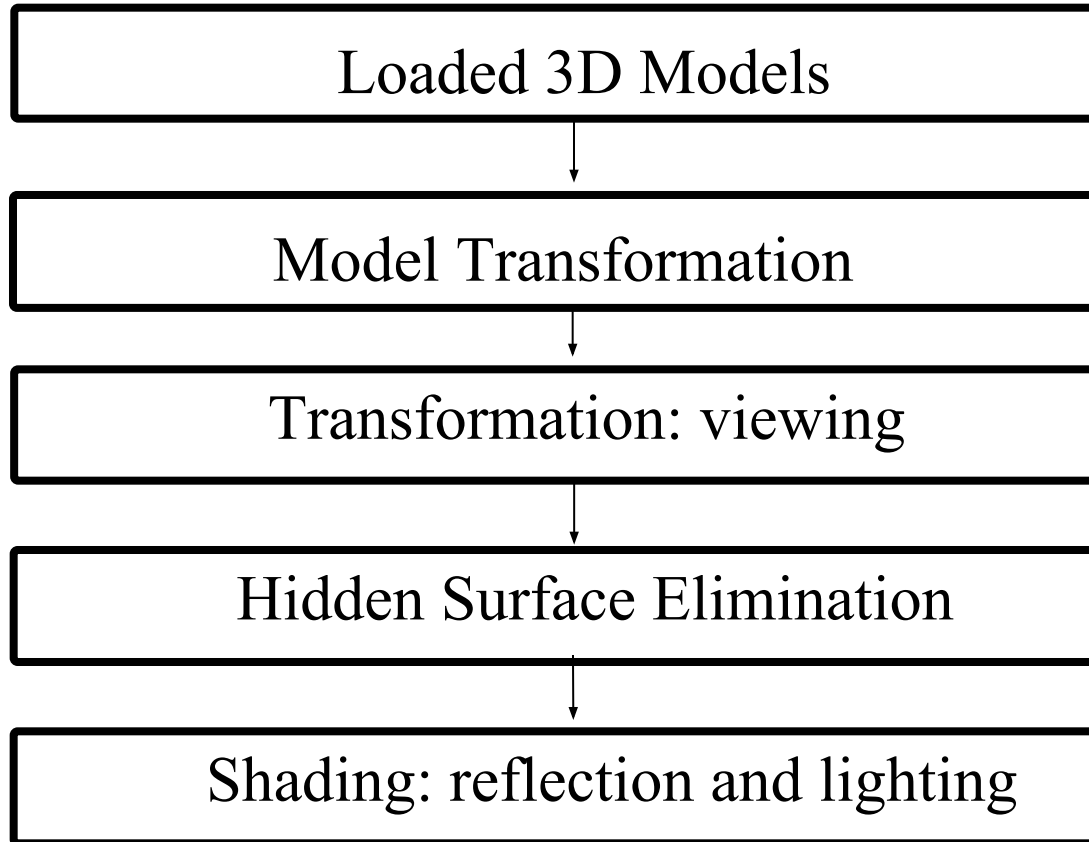 Loaded 3D Models
Model Transformation
Transformation: viewing
Hidden Surface Elimination
Shading: reflection and lighting